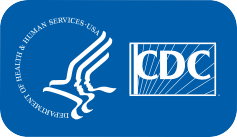 DEPARTMENT OF HEALTH & HUMAN SERVICES·USA
CDC